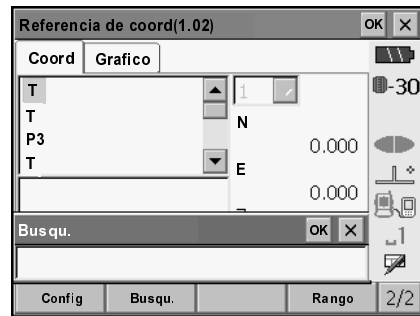 Referencia de coord(1.02) OK
Coord Grafico
T
T
P3
T
1
N
0.000
E
0.000
-30
Busqu. OK
1
Config Busqu. Rango 2/2